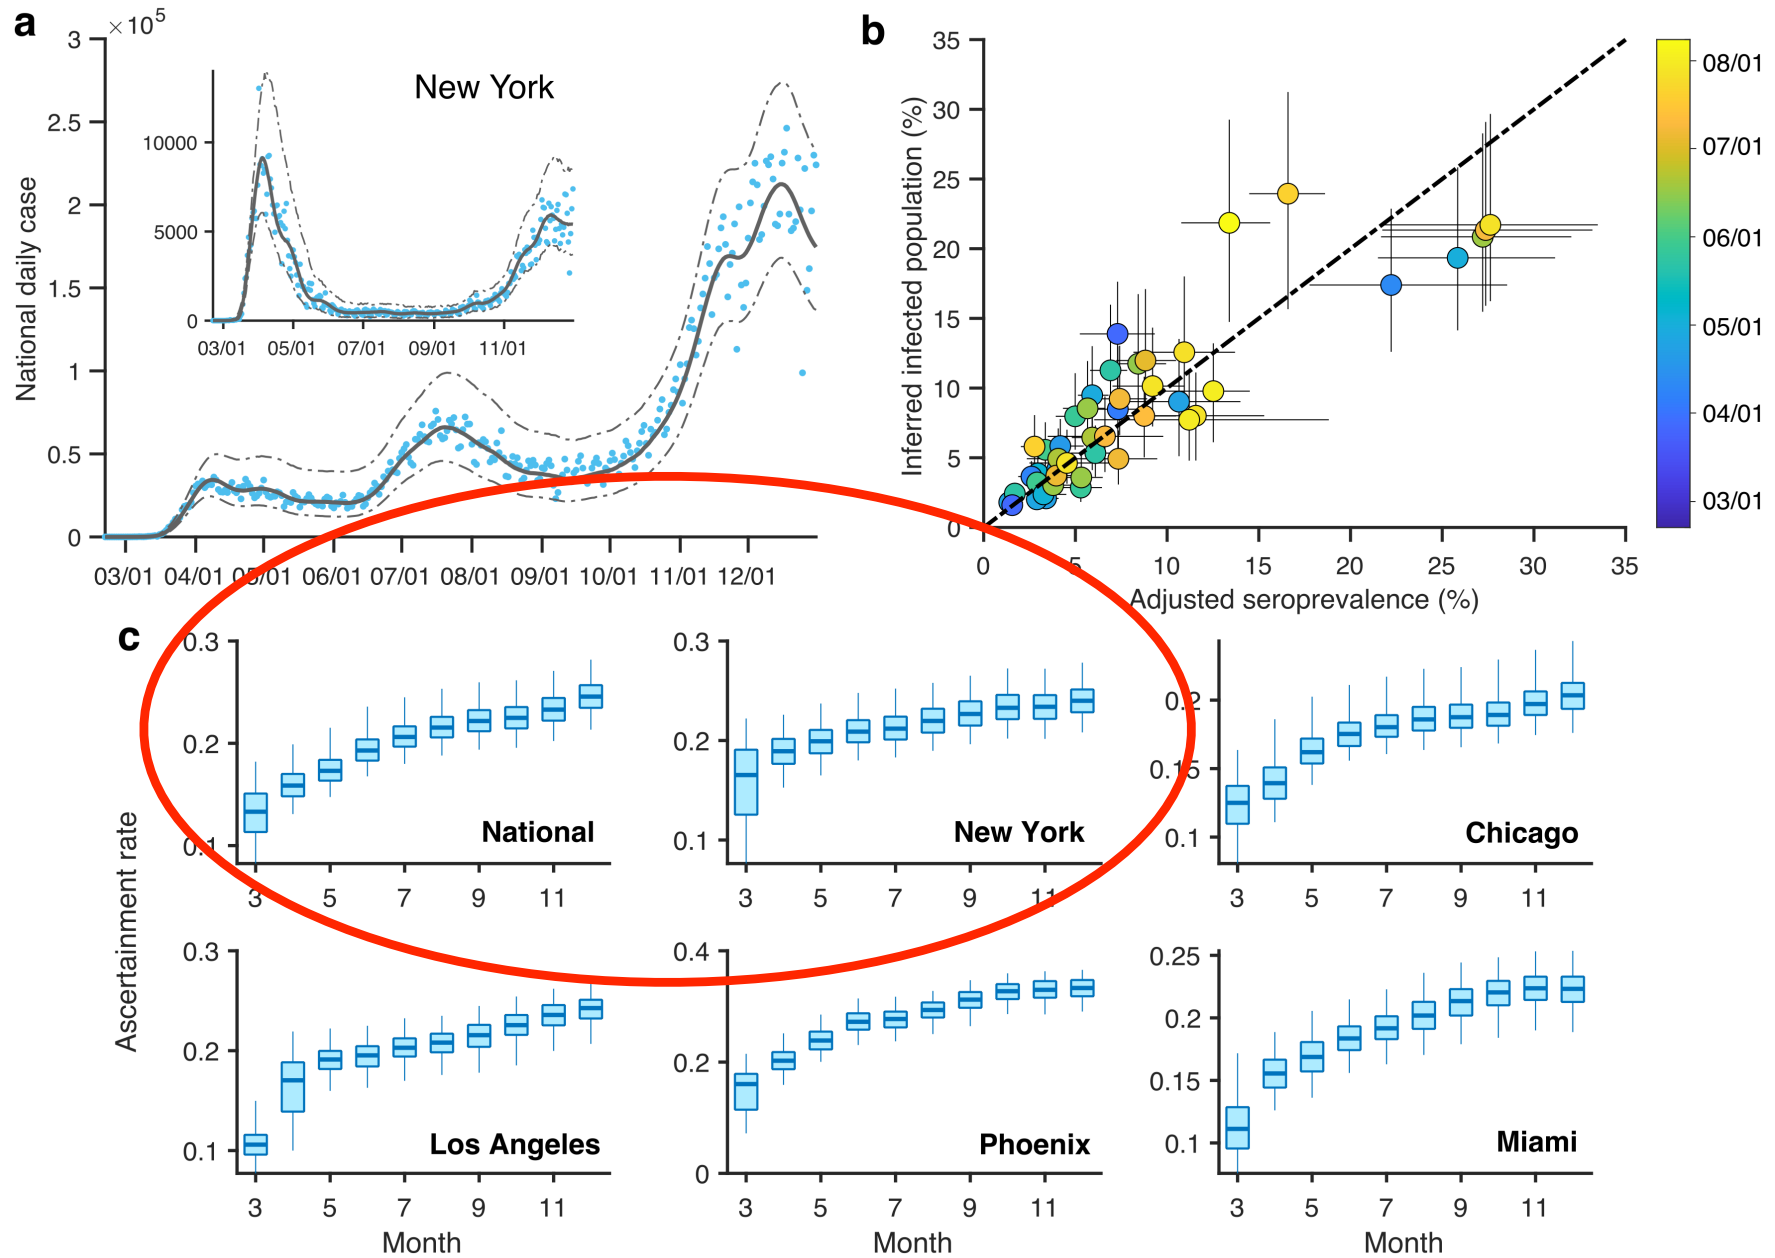 a
×10⁵
3
2.5
2
1.5
1
0.5
0
National daily case
03/01 04/01 05/01 06/01 07/01 08/01 09/01 10/01 11/01 12/01
New York
10000
5000
0
03/01 05/01 07/01 09/01 11/01
b
35
30
25
20
15
10
5
0
Inferred infected population (%)
0 5 10 15 20 25 30 35
Adjusted seroprevalence (%)
08/01
07/01
06/01
05/01
04/01
03/01
c
Ascertainment rate
0.3
0.2
0.1
National
3 5 7 9 11
0.3
0.2
0.1
New York
3 5 7 9 11
0.2
0.15
0.1
Chicago
3 5 7 9 11
0.3
0.2
0.1
Los Angeles
3 5 7 9 11
Month
0.4
0.2
0
Phoenix
3 5 7 9 11
Month
0.25
0.2
0.15
0.1
Miami
3 5 7 9 11
Month